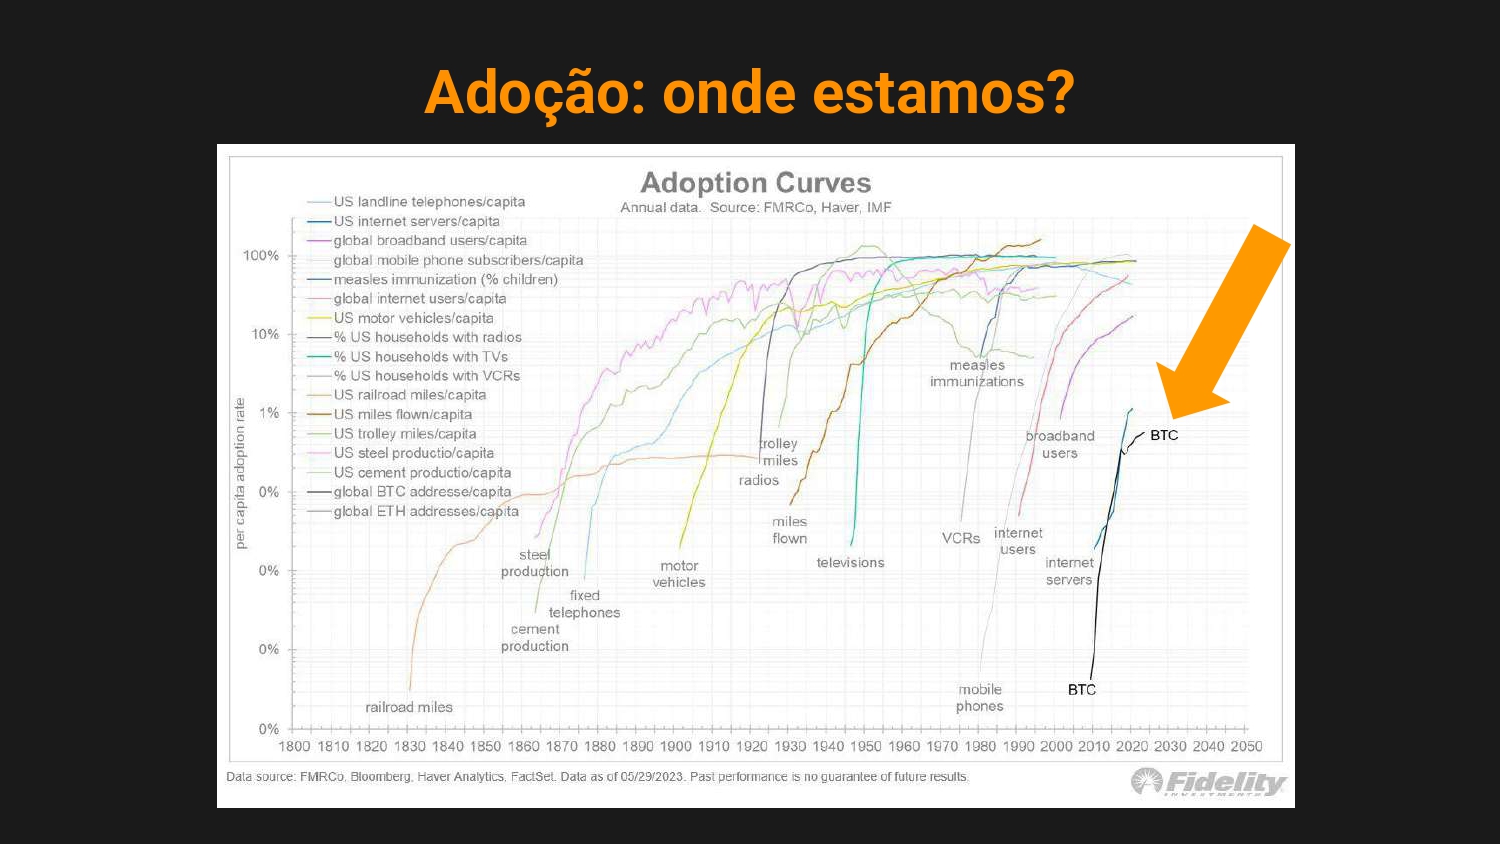 Adoção: onde estamos?
Adoption Curves
Annual data. Source: FMRCo, Haver, IMF
US landline telephones/capita
US internet servers/capita
global broadband users/capita
global mobile phone subscribers/capita
measles immunization (% children)
global internet users/capita
US motor vehicles/capita
% US households with radios
% US households with TVs
% US households with VCRs
US railroad miles/capita
US miles flown/capita
US trolley miles/capita
US steel productio/capita
US cement productio/capita
global BTC addresse/capita
global ETH addresses/capita
per capita adoption rate
100%
10%
1%
0%
0%
0%
0%
measles
immunizations
trolley
miles
radios
broadband
users
BTC
miles
flown
VCRs
internet
users
steel
production
motor
vehicles
televisions
internet
servers
fixed
telephones
cement
production
mobile
phones
BTC
railroad miles
1800 1810 1820 1830 1840 1850 1860 1870 1880 1890 1900 1910 1920 1930 1940 1950 1960 1970 1980 1990 2000 2010 2020 2030 2040 2050
Data source: FMRCo, Bloomberg, Haver Analytics, FactSet. Data as of 05/29/2023. Past performance is no guarantee of future results.
Fidelity
INVESTMENTS